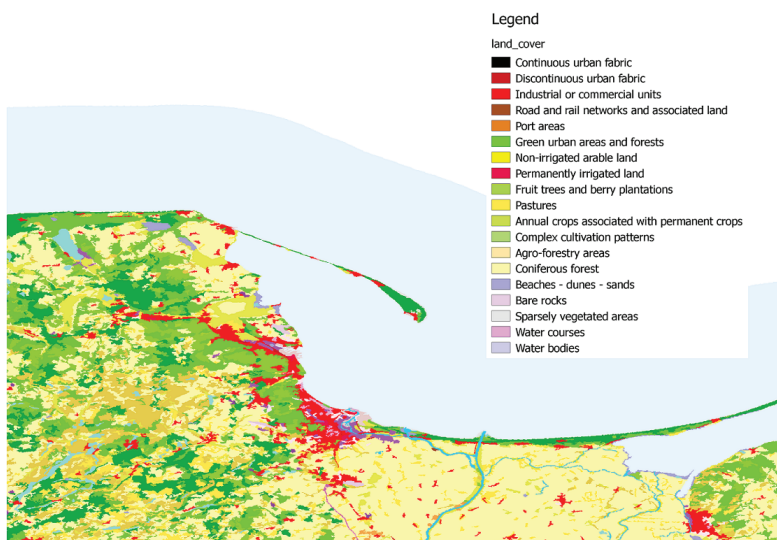 Legend
land_cover
Continuous urban fabric
Discontinuous urban fabric
Industrial or commercial units
Road and rail networks and associated land
Port areas
Green urban areas and forests
Non-irrigated arable land
Permanently irrigated land
Fruit trees and berry plantations
Pastures
Annual crops associated with permanent crops
Complex cultivation patterns
Agro-forestry areas
Coniferous forest
Beaches - dunes - sands
Bare rocks
Sparsely vegetated areas
Water courses
Water bodies